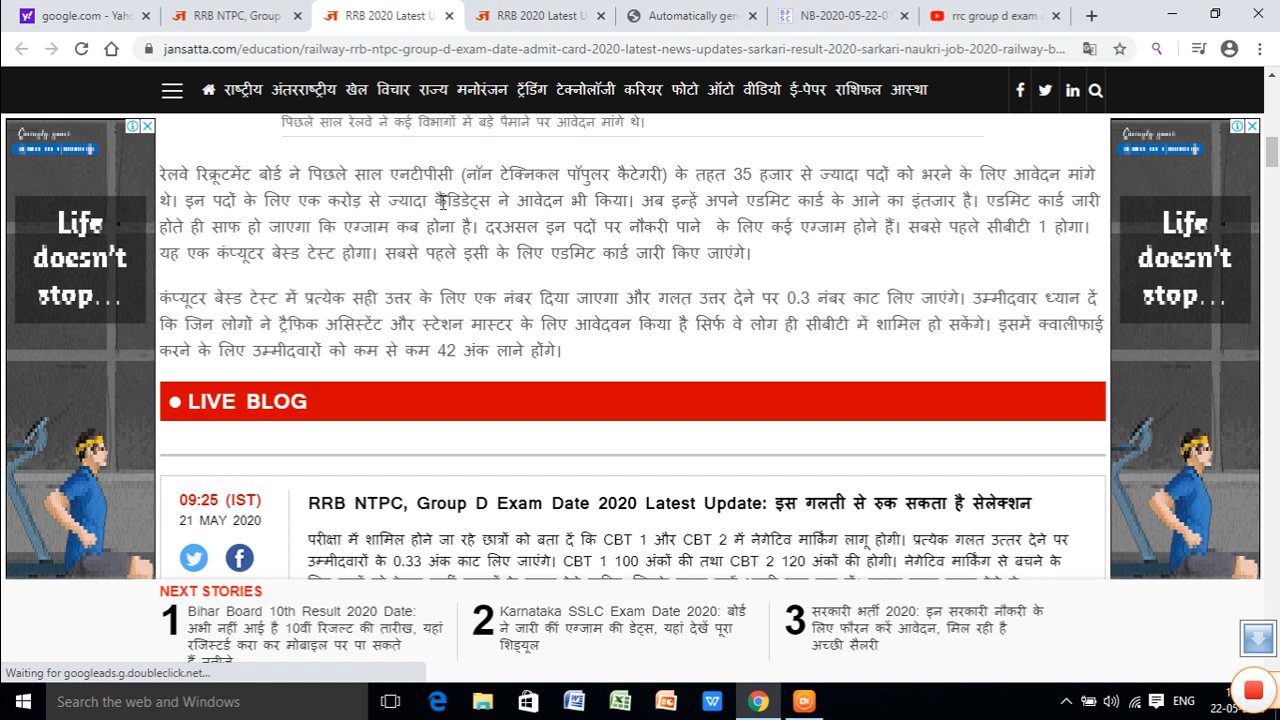 google.com - Yah
RRB NTPC, Group
RRB 2020 Latest U
RRB 2020 Latest U
Automatically gen
NB-2020-05-22-0
rrc group d exam
jansatta.com/education/railway-rrb-ntpc-group-d-exam-date-admit-card-2020-latest-news-updates-sarkari-result-2020-sarkari-naukri-job-2020-railway-b...
राष्ट्रीय अंतरराष्ट्रीय खेल विचार राज्य मनोरंजन ट्रेंडिंग टेक्नोलॉजी करियर फोटो ऑटो वीडियो ई-पेपर राशिफल आस्था
पिछले साल रेलवे ने कई विभागों में बड़े पैमाने पर आवेदन मांगे थे।
रेलवे रिक्रूटमेंट बोर्ड ने पिछले साल एनटीपीसी (नॉन टेक्निकल पॉपुलर कैटेगरी) के तहत 35 हजार से ज्यादा पदों को भरने के लिए आवेदन मांगे
थे। इन पदों के लिए एक करोड़ से ज्यादा कैंडिडेट्स ने आवेदन भी किया। अब इन्हें अपने एडमिट कार्ड के आने का इंतजार है। एडमिट कार्ड जारी
होते ही साफ हो जाएगा कि एग्जाम कब होना है। दरअसल इन पदों पर नौकरी पाने के लिए कई एग्जाम होने हैं। सबसे पहले सीबीटी 1 होगा।
यह एक कंप्यूटर बेस्ड टेस्ट होगा। सबसे पहले इसी के लिए एडमिट कार्ड जारी किए जाएंगे।
कंप्यूटर बेस्ड टेस्ट में प्रत्येक सही उत्तर के लिए एक नंबर दिया जाएगा और गलत उत्तर देने पर 0.3 नंबर काट लिए जाएंगे। उम्मीदवार ध्यान दें
कि जिन लोगों ने ट्रैफिक असिस्टेंट और स्टेशन मास्टर के लिए आवेदवन किया है सिर्फ वे लोग ही सीबीटी में शामिल हो सकेंगे। इसमें क्वालीफाई
करने के लिए उम्मीदवारों को कम से कम 42 अंक लाने होंगे।
LIVE BLOG
09:25 (IST)
21 MAY 2020
RRB NTPC, Group D Exam Date 2020 Latest Update: इस गलती से रुक सकता है सेलेक्शन
परीक्षा में शामिल होने जा रहे छात्रों को बता दें कि CBT 1 और CBT 2 में नेगेटिव मार्किंग लागू होगी। प्रत्येक गलत उत्तर देने पर
उम्मीदवारों के 0.33 अंक काट लिए जाएंगे। CBT 1 100 अंकों की तथा CBT 2 120 अंकों की होगी। नेगेटिव मार्किंग से बचने के
NEXT STORIES
1 Bihar Board 10th Result 2020 Date:
अभी नहीं आई है 10वीं रिजल्ट की तारीख, यहां
रजिस्टर्ड करा कर मोबाइल पर पा सकते
2 Karnataka SSLC Exam Date 2020: बोर्ड
ने जारी कीं एग्जाम की डेट्स, यहां देखें पूरा
शिड्यूल
3 सरकारी भर्ती 2020: इन सरकारी नौकरी के
लिए फौरन करें आवेदन, मिल रही है
अच्छी सैलरी
Life
doesn't
stop...
Life
doesn't
stop...
Waiting for googleads.g.doubleclick.net...
Search the web and Windows
ENG
22-05-